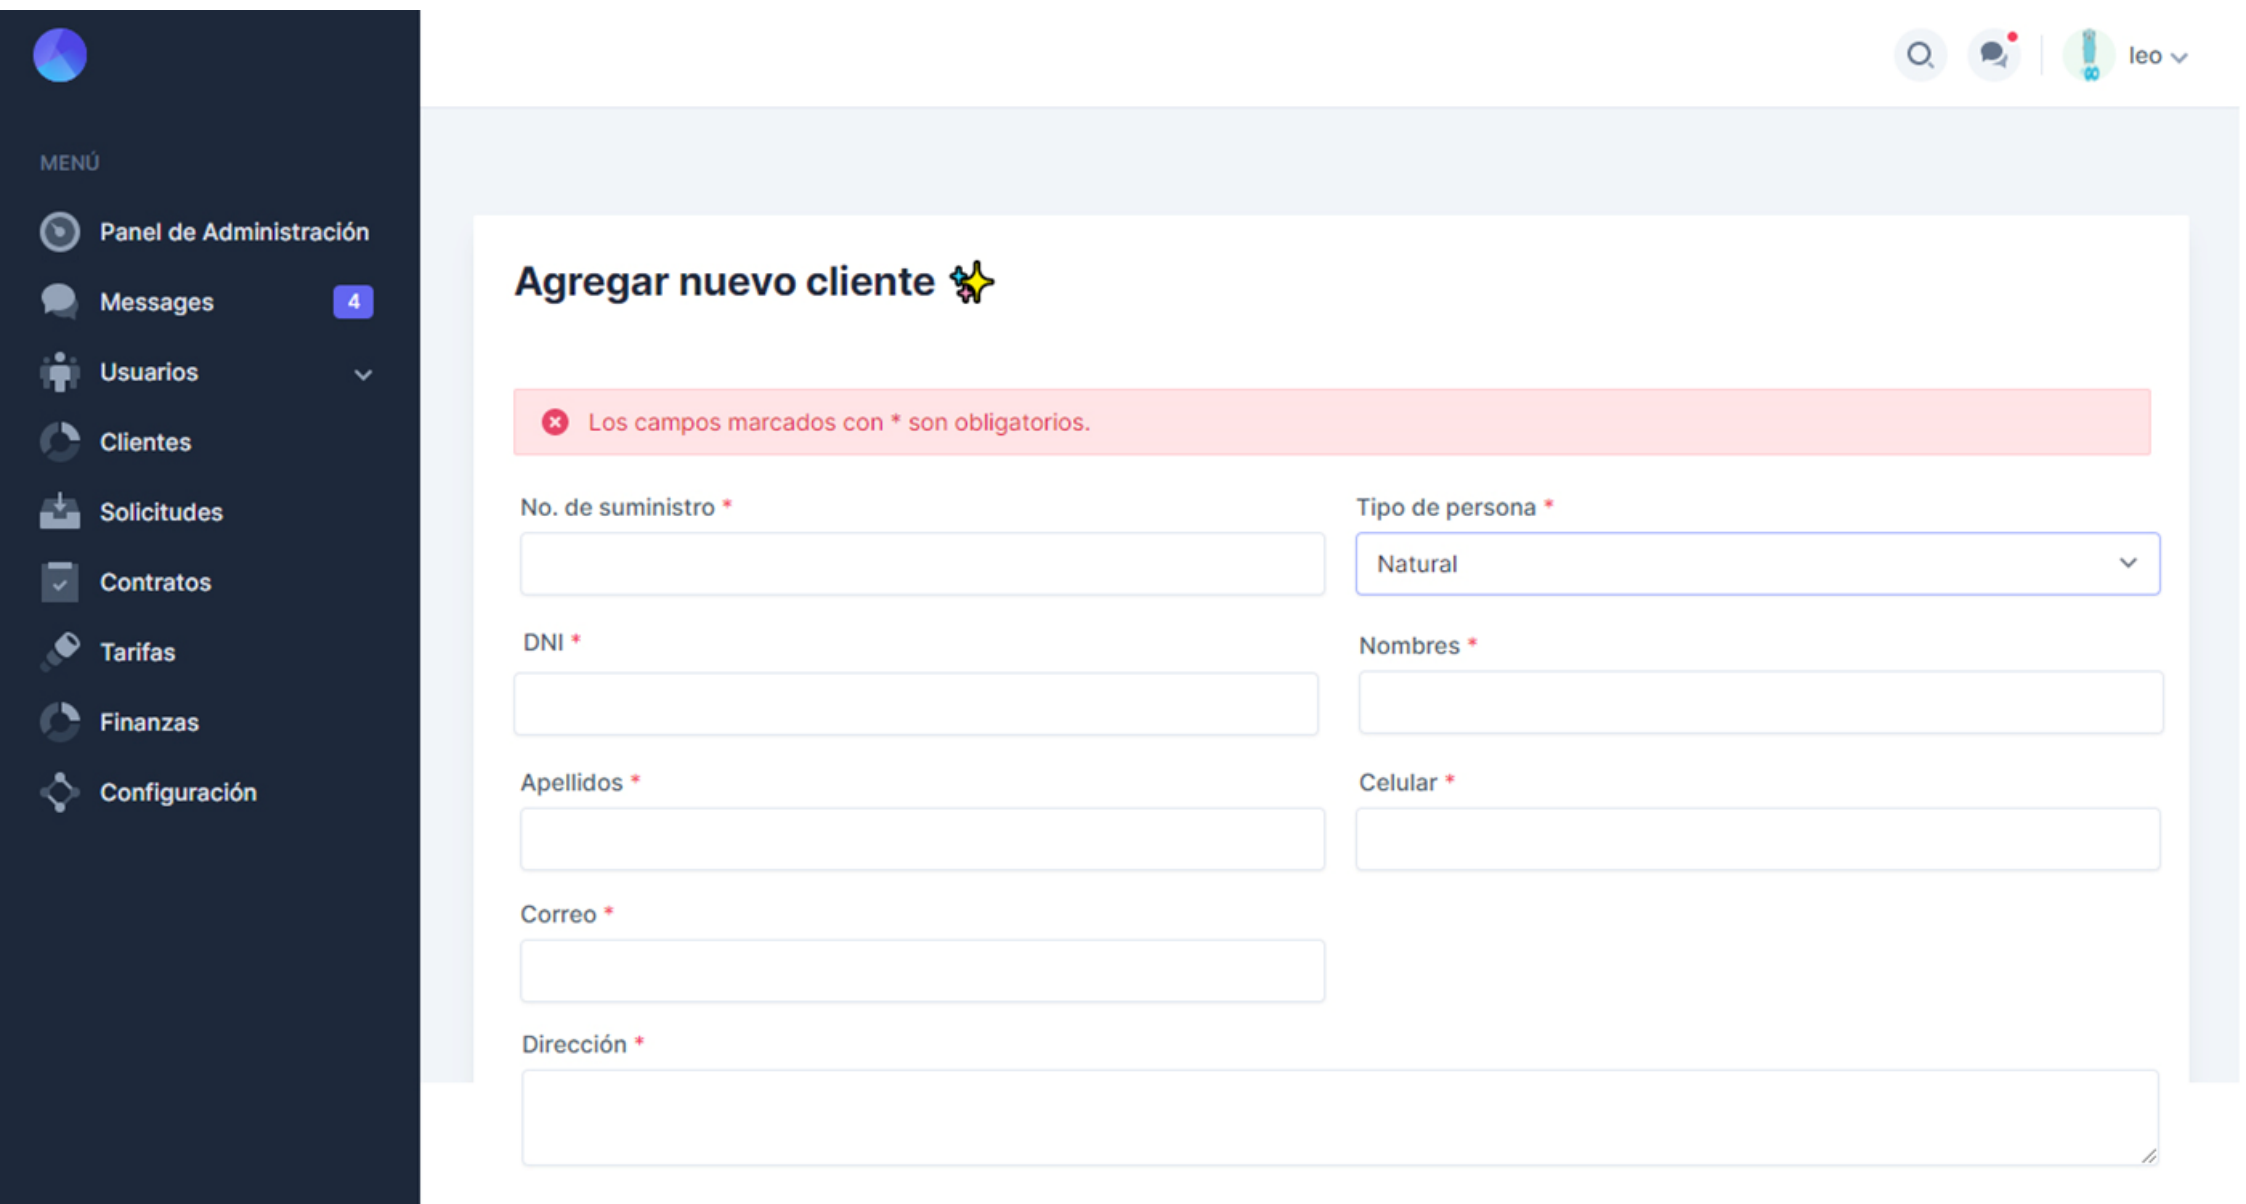 leo
MENÚ
Panel de Administración
Messages 4
Usuarios
Clientes
Solicitudes
Contratos
Tarifas
Finanzas
Configuración
Agregar nuevo cliente
Los campos marcados con * son obligatorios.
No. de suministro * Tipo de persona *
Natural
DNI * Nombres *
Apellidos * Celular *
Correo *
Dirección *